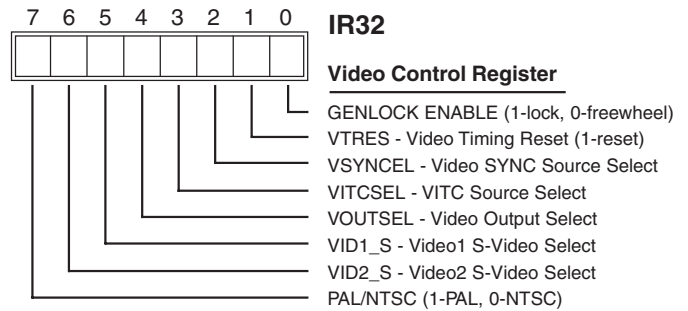 7 6 5 4 3 2 1 0
IR32
Video Control Register
GENLOCK ENABLE (1-lock, 0-freewheel)
VTRES - Video Timing Reset (1-reset)
VSYNCEL - Video SYNC Source Select
VITCSEL - VITC Source Select
VOUTSEL - Video Output Select
VID1_S - Video1 S-Video Select
VID2_S - Video2 S-Video Select
PAL/NTSC (1-PAL, 0-NTSC)